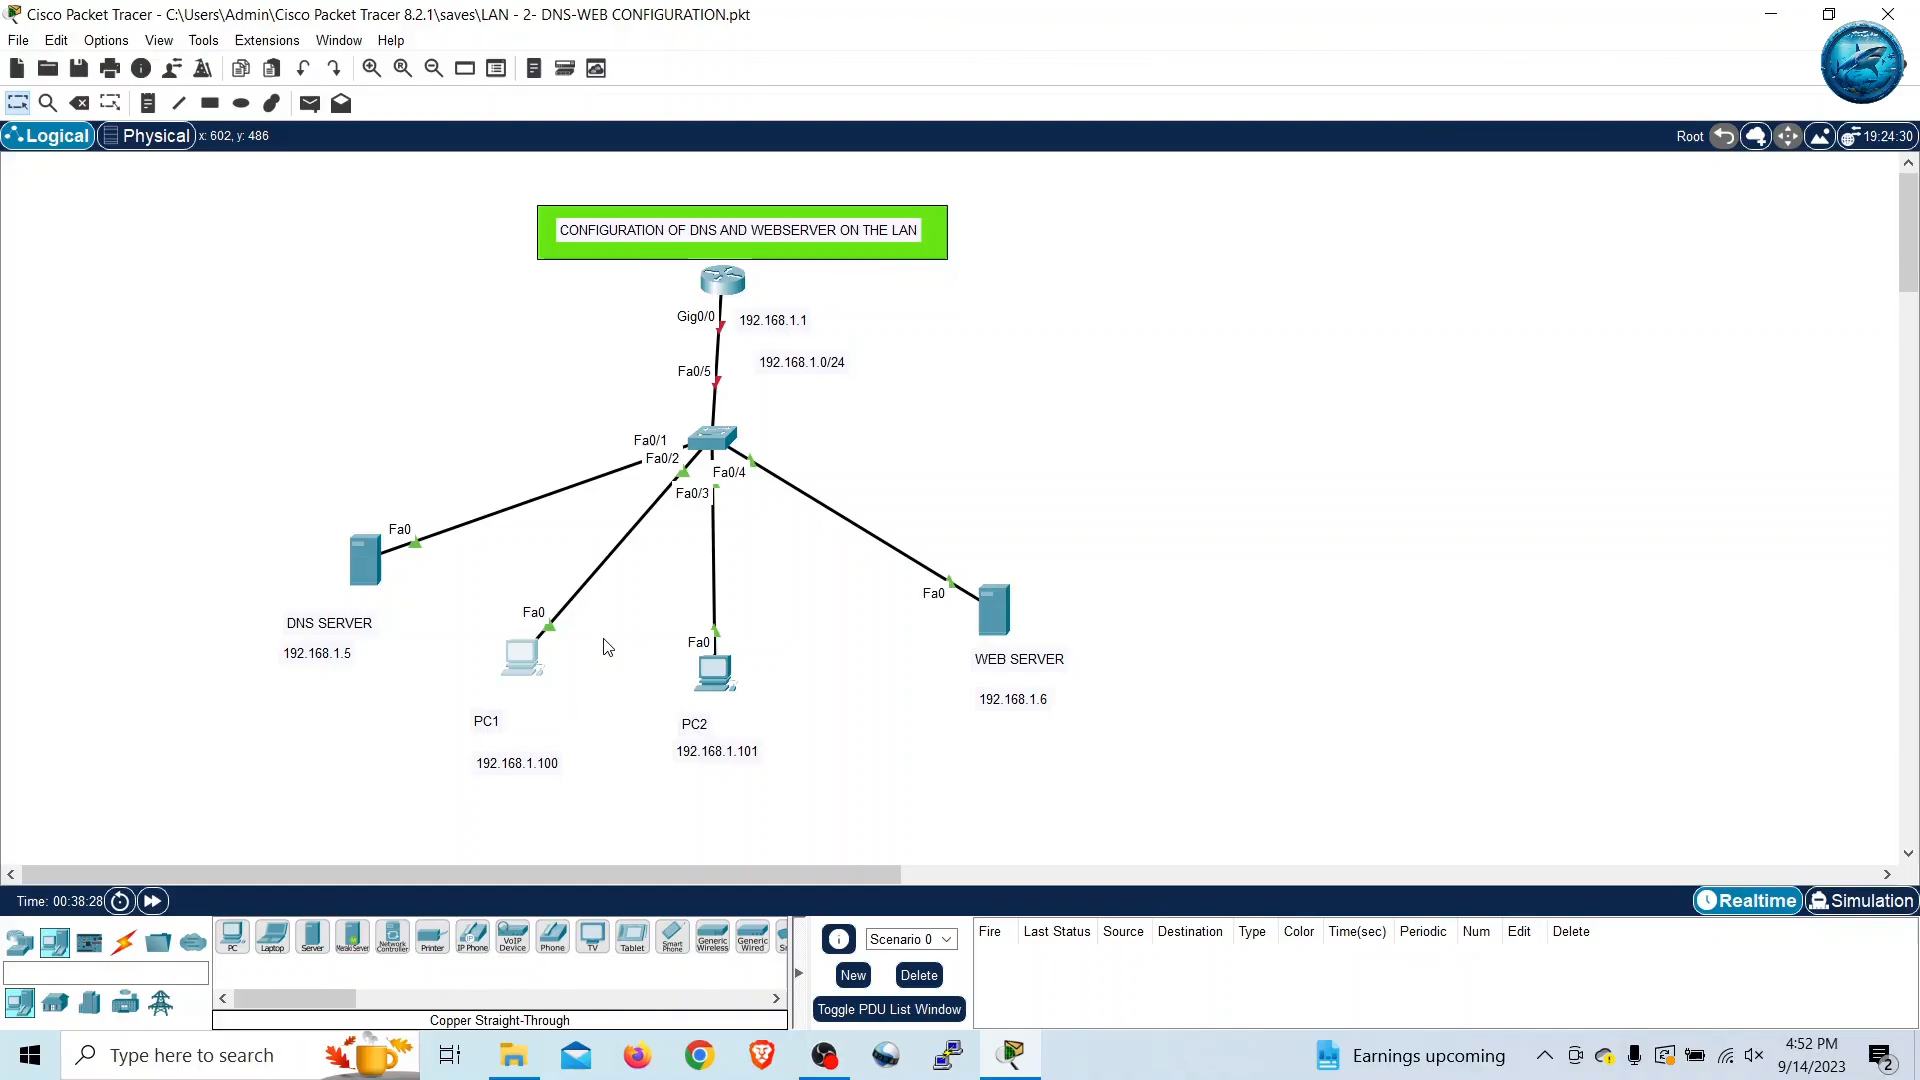 Cisco Packet Tracer - C:\Users\Admin\Cisco Packet Tracer 8.2.1\saves\LAN - 2- DNS-WEB CONFIGURATION.pkt
File Edit Options View Tools Extensions Window Help
Logical Physical x: 602, y: 486 Root 19:24:30
CONFIGURATION OF DNS AND WEBSERVER ON THE LAN
Gig0/0 192.168.1.1
192.168.1.0/24
Fa0/5
Fa0/1
Fa0/2
Fa0/4
Fa0/3
Fa0
Fa0
Fa0
Fa0
DNS SERVER
192.168.1.5
WEB SERVER
192.168.1.6
PC1
192.168.1.100
PC2
192.168.1.101
Time: 00:38:28 Realtime Simulation
PC Laptop Server Meraki Server Network Controller Printer IP Phone VoIP Device Phone TV Tablet Smart Phone Generic Wireless Generic Wired
Copper Straight-Through
Scenario 0
New Delete
Toggle PDU List Window
Fire Last Status Source Destination Type Color Time(sec) Periodic Num Edit Delete
Type here to search
Earnings upcoming
4:52 PM
9/14/2023
2